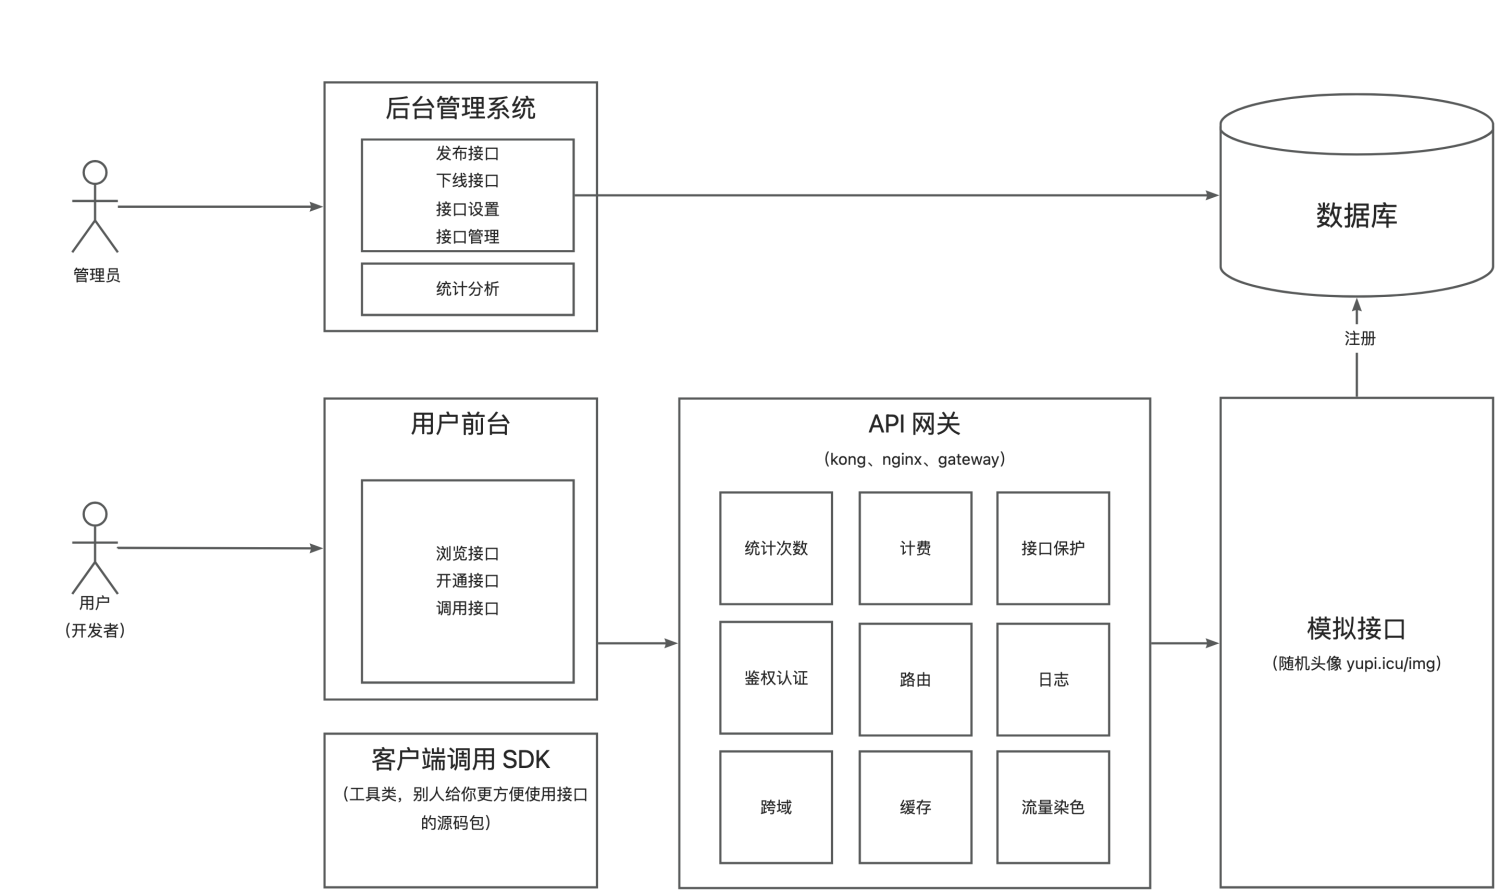 后台管理系统
发布接口
下线接口
接口设置
接口管理
统计分析
管理员
数据库
注册
用户前台
浏览接口
开通接口
调用接口
用户
(开发者)
客户端调用 SDK
(工具类，别人给你更方便使用接口
的源码包)
API 网关
(kong、nginx、gateway)
统计次数
计费
接口保护
鉴权认证
路由
日志
跨域
缓存
流量染色
模拟接口
(随机头像 yupi.icu/img)